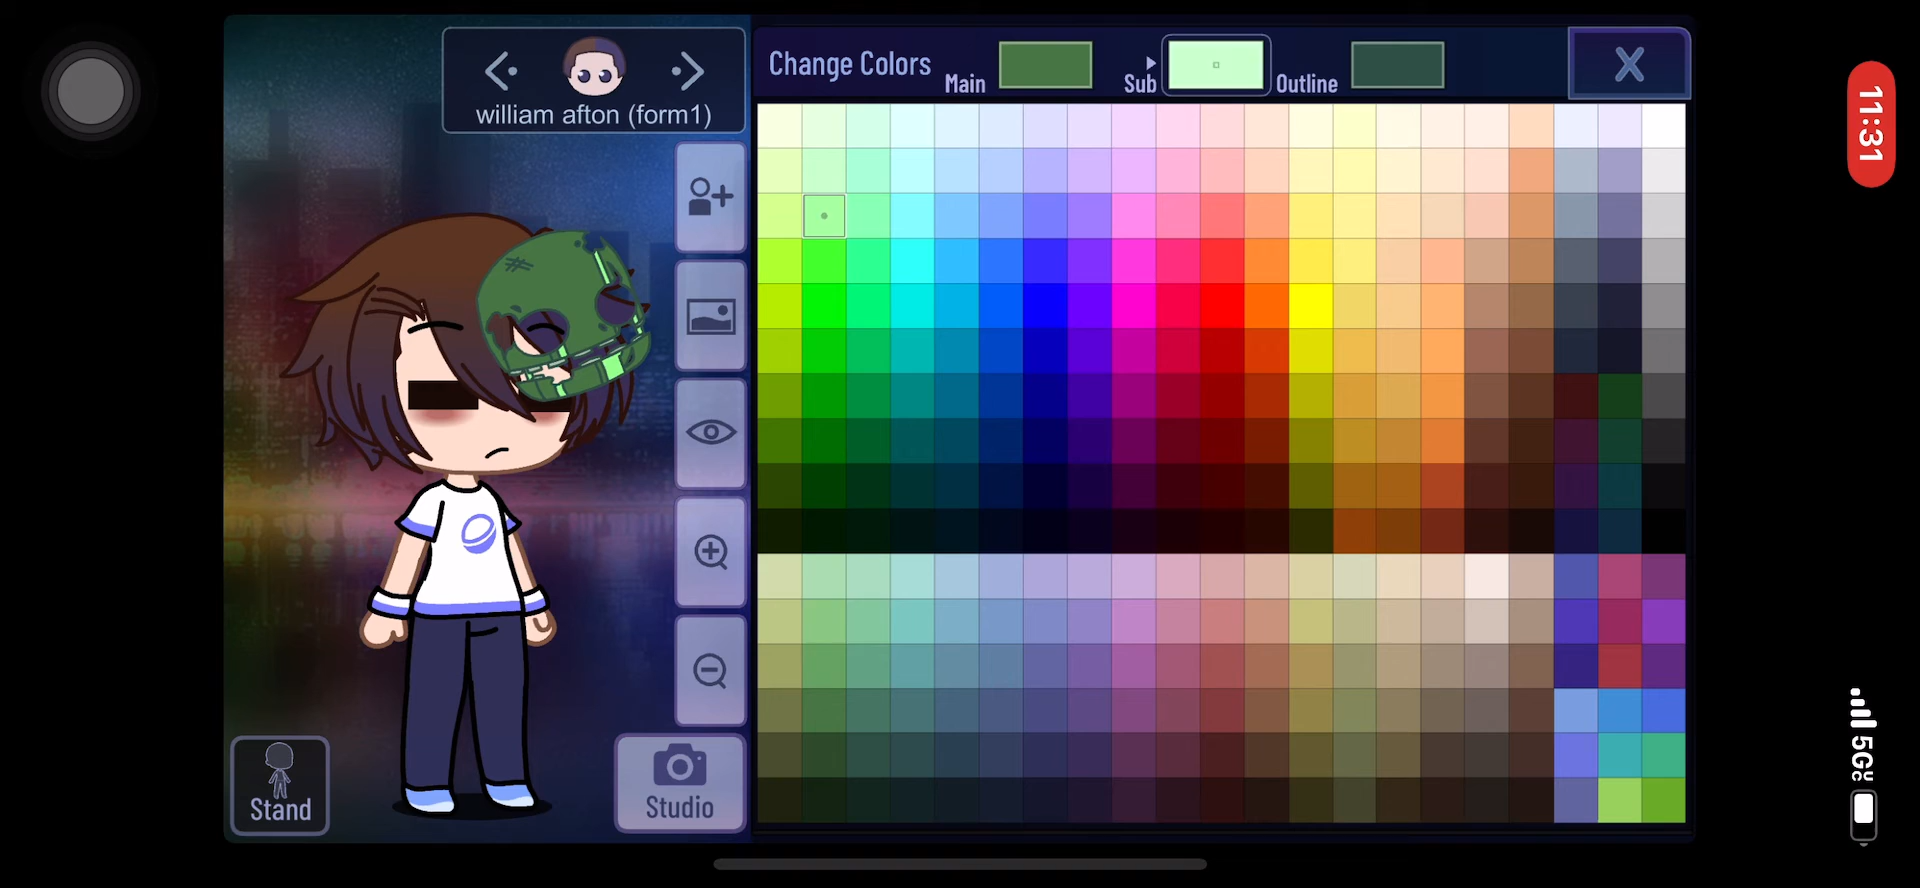 william afton (form1)
Change Colors
Main
Sub
Outline
X
Stand
Studio
11:31
5G